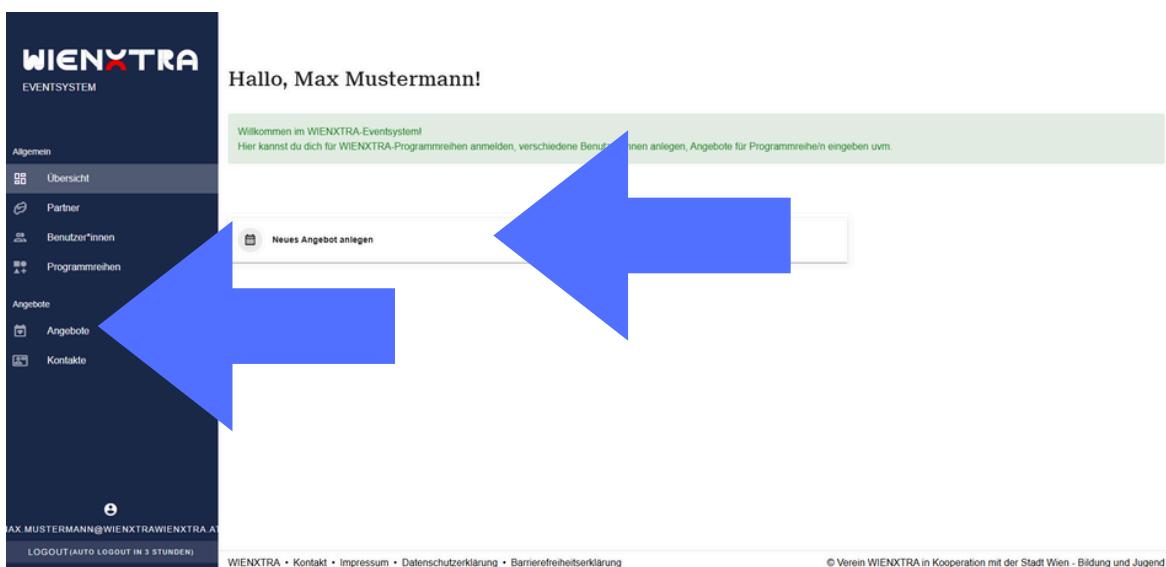 WIENXTRA
EVENTSYSTEM
Allgemein
Übersicht
Partner
Benutzer*innen
Programmreihen
Angebote
Angebote
Kontakte
MAX.MUSTERMANN@WIENXTRAWIENXTRA.AT
LOGOUT (AUTO LOGOUT IN 3 STUNDEN)
Hallo, Max Mustermann!
Willkommen im WIENXTRA-Eventsystem!
Hier kannst du dich für WIENXTRA-Programmreihen anmelden, verschiedene anlegen, Angebote für Programmreihe/n eingeben uvm.
Neues Angebot anlegen
WIENXTRA • Kontakt • Impressum • Datenschutzerklärung • Barrierefreiheitserklärung
© Verein WIENXTRA in Kooperation mit der Stadt Wien - Bildung und Jugend